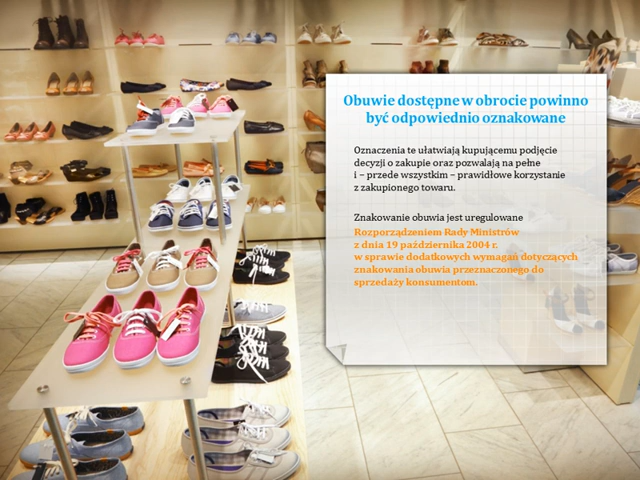 Obuwie dostępne w obrocie powinno
być odpowiednio oznakowane
Oznaczenia te ułatwiają kupującemu podjęcie
decyzji o zakupie oraz pozwalają na pełne
i – przede wszystkim – prawidłowe korzystanie
z zakupionego towaru.
Znakowanie obuwia jest uregulowane
Rozporządzeniem Rady Ministrów
z dnia 19 października 2004 r.
w sprawie dodatkowych wymagań dotyczących
znakowania obuwia przeznaczonego do
sprzedaży konsumentom.